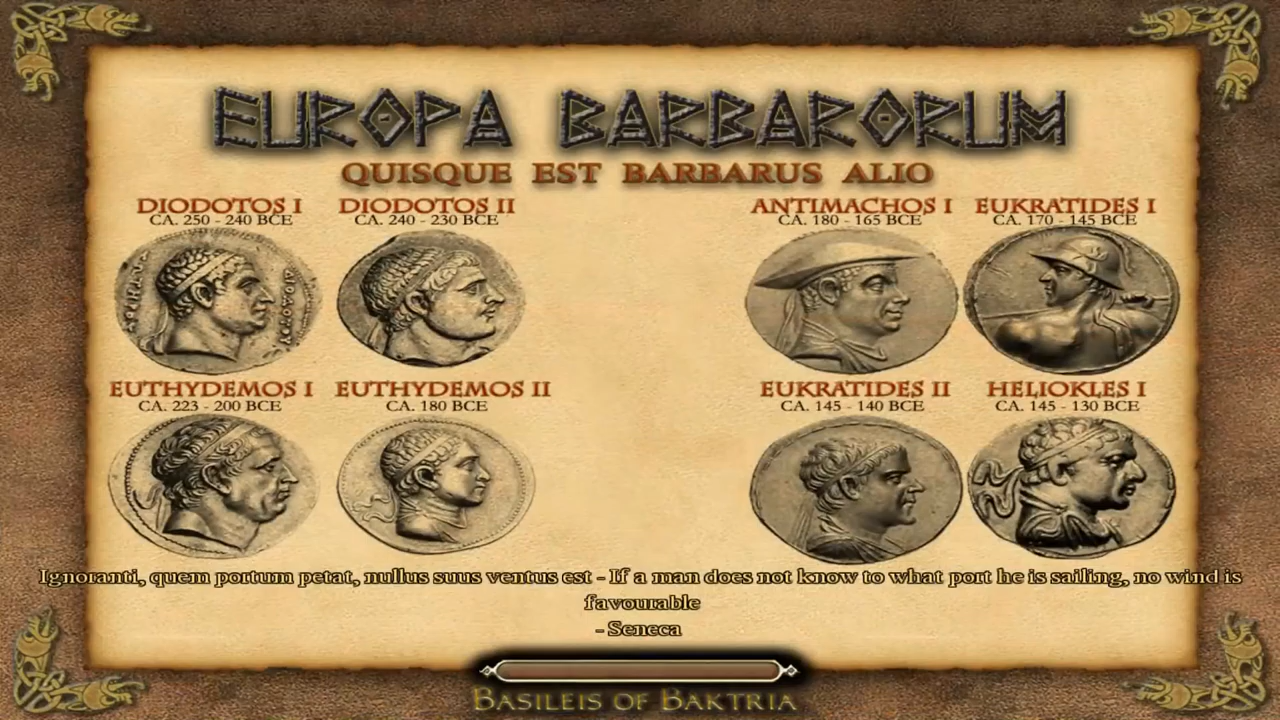 EUROPA BARBARORUM
QUISQUE EST BARBARUS ALIO
DIODOTOS I
CA. 250 - 240 BCE
DIODOTOS II
CA. 240 - 230 BCE
ANTIMACHOS I
CA. 180 - 165 BCE
EUKRATIDES I
CA. 170 - 145 BCE
EUTHYDEMOS I
CA. 223 - 200 BCE
EUTHYDEMOS II
CA. 180 BCE
EUKRATIDES II
CA. 145 - 140 BCE
HELIOKLES I
CA. 145 - 130 BCE
Ignoranti, quem portum petat, nullus suus ventus est - If a man does not know to what port he is sailing, no wind is
favourable
- Seneca
BASILEIS OF BAKTRIA